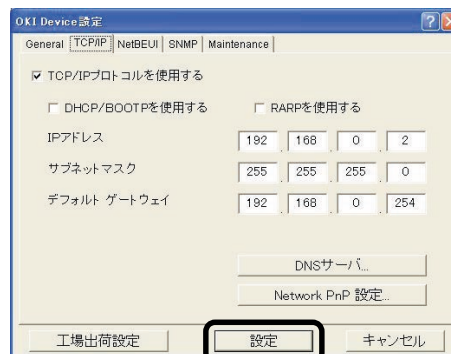 OKI Device設定
General TCP/IP NetBEUI SNMP Maintenance
TCP/IPプロトコルを使用する
DHCP/BOOTPを使用する RARPを使用する
IPアドレス 192 . 168 . 0 . 2
サブネットマスク 255 . 255 . 255 . 0
デフォルト ゲートウェイ 192 . 168 . 0 . 254
DNSサーバ...
Network PnP 設定...
工場出荷設定 設定 キャンセル